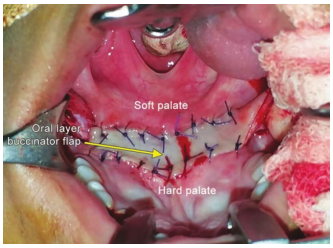 Soft palate
Oral layer
buccinator flap
Hard palate